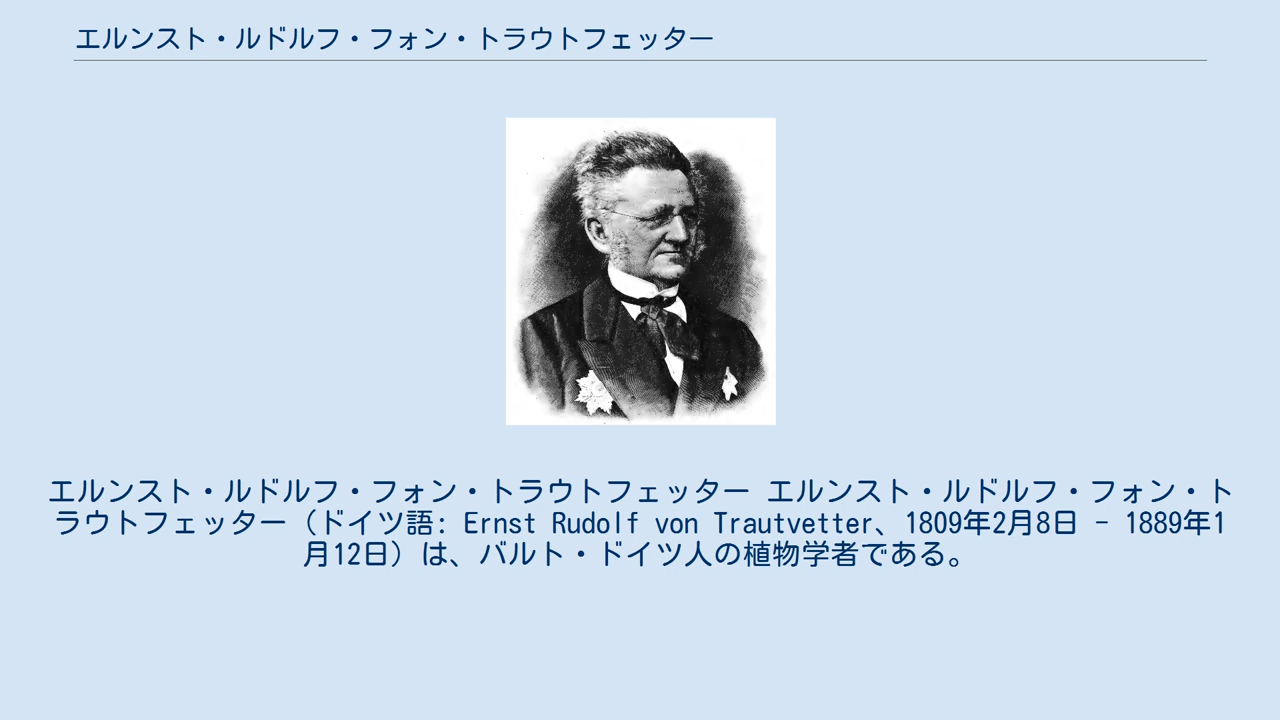 エルンスト・ルドルフ・フォン・トラウトフェッター
エルンスト・ルドルフ・フォン・トラウトフェッター エルンスト・ルドルフ・フォン・ト
ラウトフェッター（ドイツ語: Ernst Rudolf von Trautvetter、1809年2月8日 - 1889年1
月12日）は、バルト・ドイツ人の植物学者である。